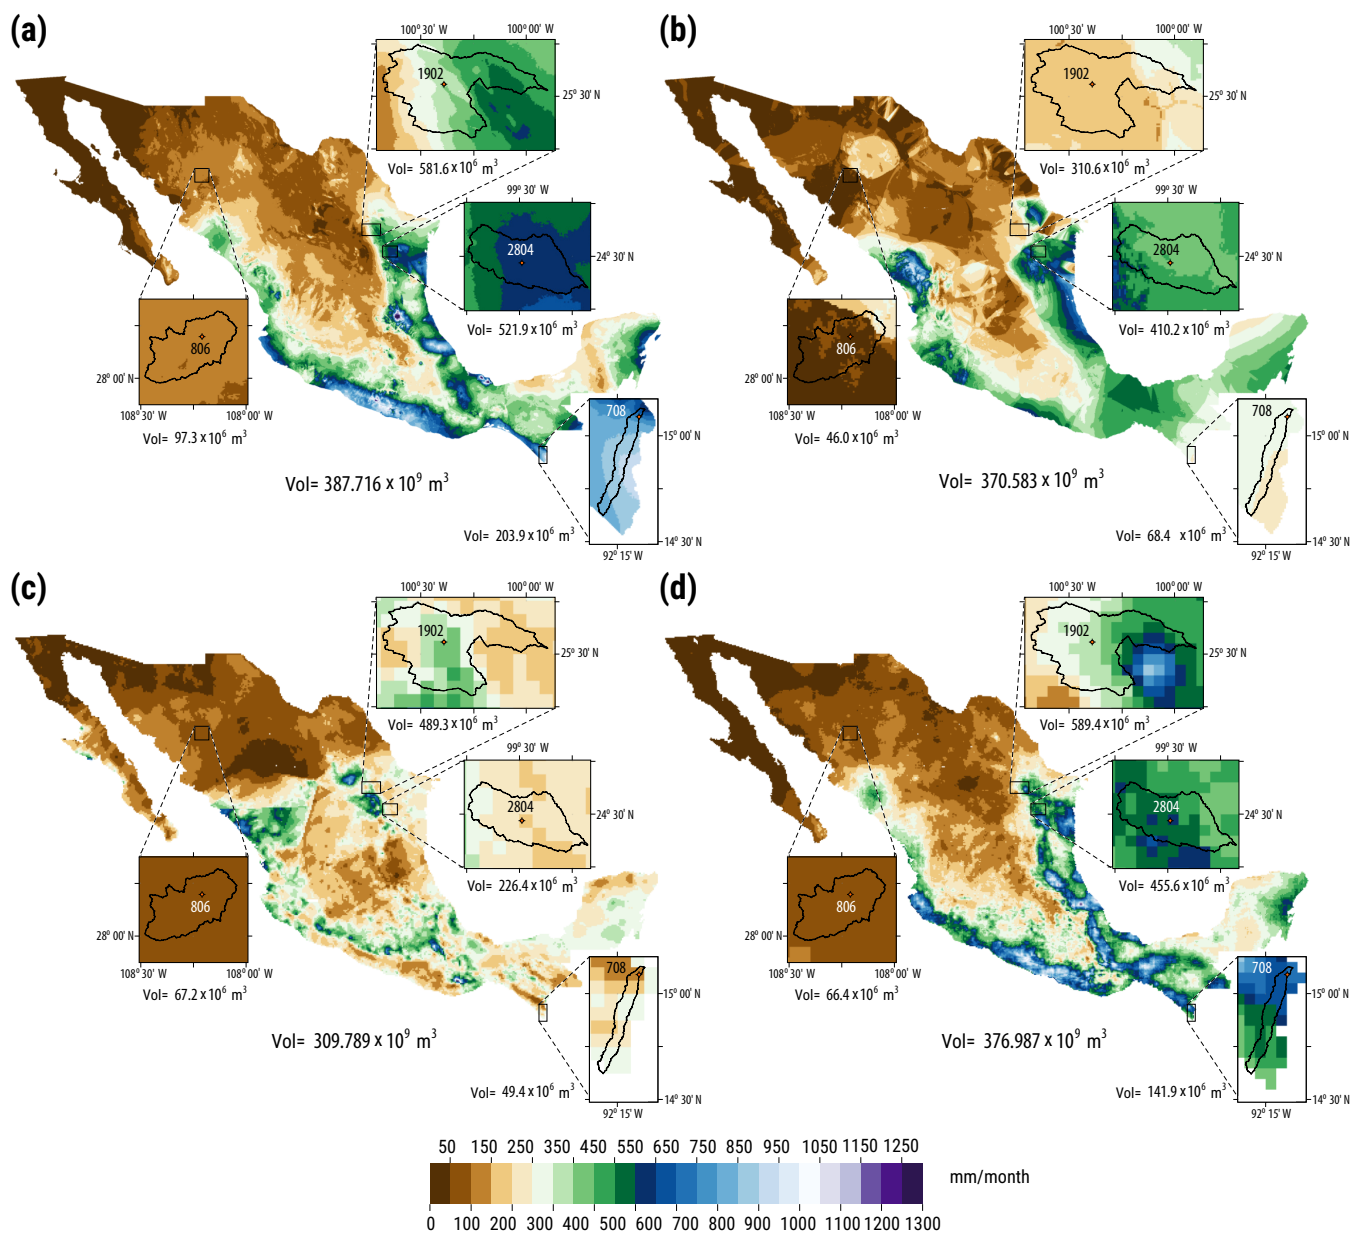 (a)
100° 30' W 100° 00' W
1902
25° 30' N
Vol= 581.6 x 10⁶ m³
99° 30' W
2804
24° 30' N
Vol= 521.9 x 10⁶ m³
806
28° 00' N
108° 30' W 108° 00' W
Vol= 97.3 x 10⁶ m³
708
15° 00' N
Vol= 387.716 x 10⁹ m³
Vol= 203.9 x 10⁶ m³
14° 30' N
92° 15' W
(b)
100° 30' W 100° 00' W
1902
25° 30' N
Vol= 310.6 x 10⁶ m³
99° 30' W
2804
24° 30' N
Vol= 410.2 x 10⁶ m³
806
28° 00' N
108° 30' W 108° 00' W
Vol= 46.0 x 10⁶ m³
708
15° 00' N
Vol= 370.583 x 10⁹ m³
Vol= 68.4 x 10⁶ m³
14° 30' N
92° 15' W
(c)
100° 30' W 100° 00' W
1902
25° 30' N
Vol= 489.3 x 10⁶ m³
99° 30' W
2804
24° 30' N
Vol= 226.4 x 10⁶ m³
806
28° 00' N
108° 30' W 108° 00' W
Vol= 67.2 x 10⁶ m³
708
15° 00' N
Vol= 309.789 x 10⁹ m³
Vol= 49.4 x 10⁶ m³
14° 30' N
92° 15' W
(d)
100° 30' W 100° 00' W
1902
25° 30' N
Vol= 589.4 x 10⁶ m³
99° 30' W
2804
24° 30' N
Vol= 455.6 x 10⁶ m³
806
28° 00' N
108° 30' W 108° 00' W
Vol= 66.4 x 10⁶ m³
708
15° 00' N
Vol= 376.987 x 10⁹ m³
Vol= 141.9 x 10⁶ m³
14° 30' N
92° 15' W
50 150 250 350 450 550 650 750 850 950 1050 1150 1250
mm/month
0 100 200 300 400 500 600 700 800 900 1000 1100 1200 1300